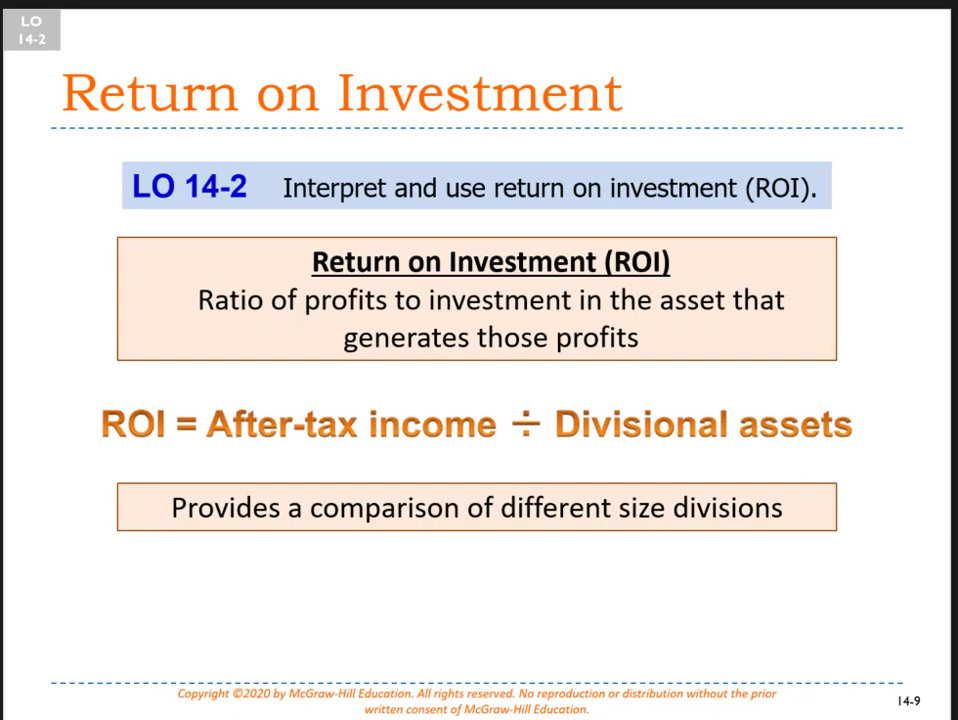 LO
14-2
Return on Investment
LO 14-2 Interpret and use return on investment (ROI).
Return on Investment (ROI)
Ratio of profits to investment in the asset that
generates those profits
ROI = After-tax income ÷ Divisional assets
Provides a comparison of different size divisions
Copyright ©2020 by McGraw-Hill Education. All rights reserved. No reproduction or distribution without the prior
written consent of McGraw-Hill Education.
14-9